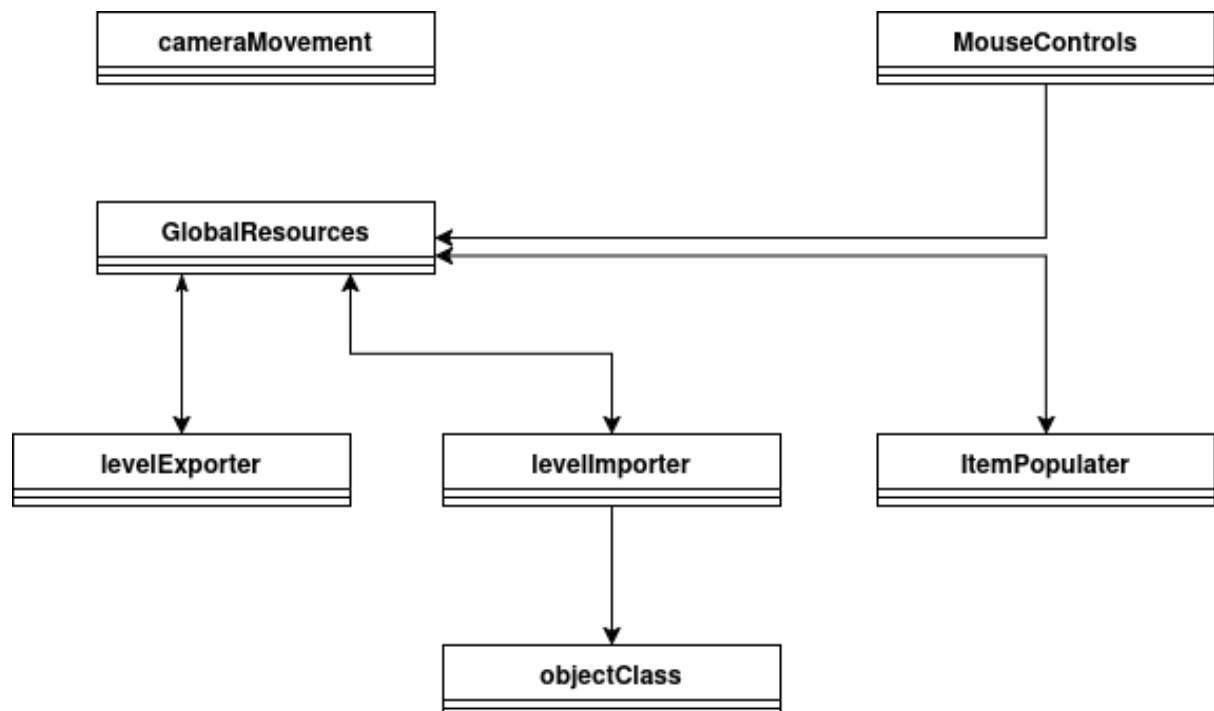 cameraMovement
MouseControls
GlobalResources
levelExporter
levelImporter
ItemPopulater
objectClass